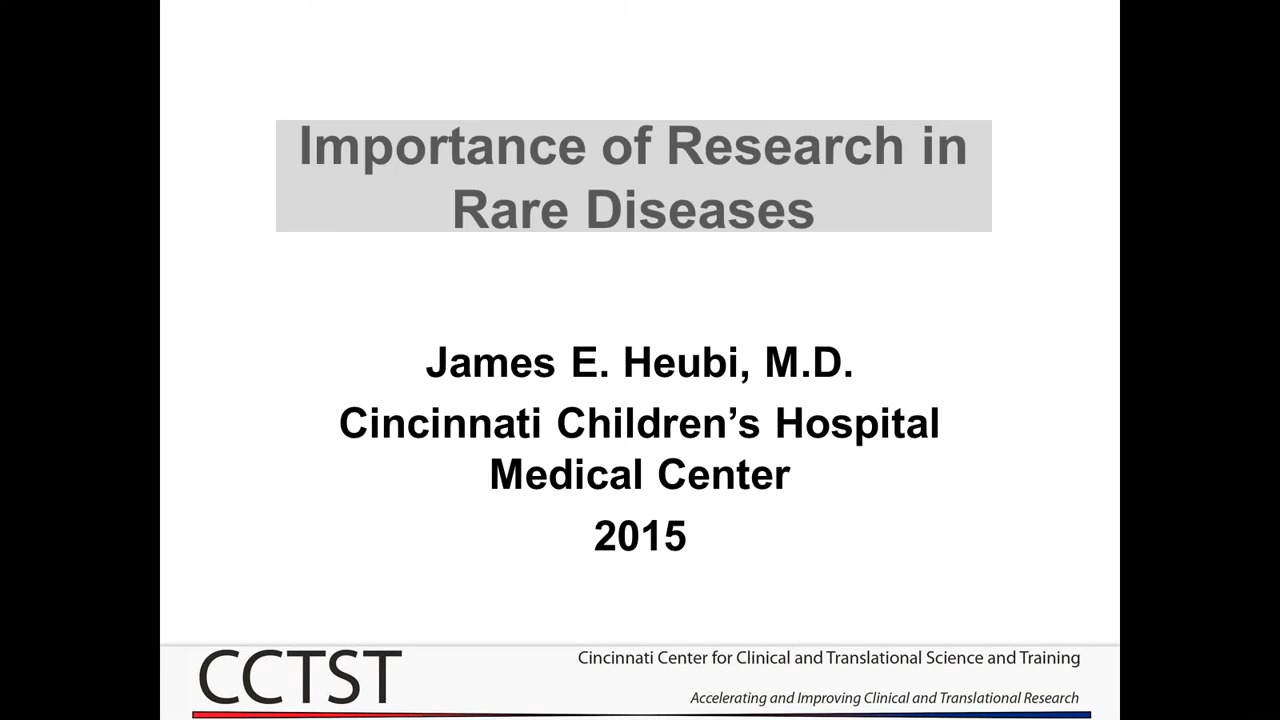 Importance of Research in
Rare Diseases
James E. Heubi, M.D.
Cincinnati Children’s Hospital
Medical Center
2015
CCTST
Cincinnati Center for Clinical and Translational Science and Training
Accelerating and Improving Clinical and Translational Research